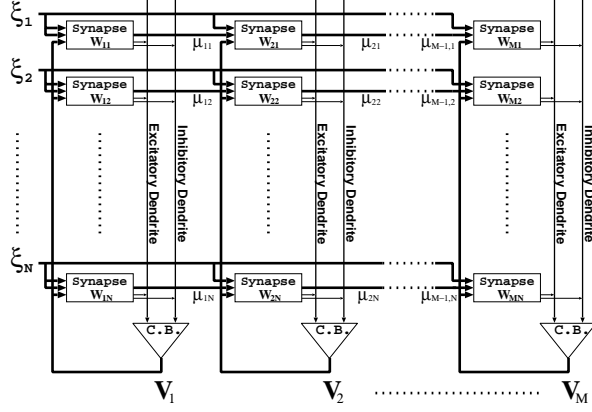 ξ1
Synapse Synapse Synapse
W11 μ11 W21 μ21 μM-1,1 WM1
ξ2
Synapse Synapse Synapse
W12 μ12 W22 μ22 μM-1,2 WM2
Excitatory Dendrite
Inhibitory Dendrite
Excitatory Dendrite
Inhibitory Dendrite
Excitatory Dendrite
Inhibitory Dendrite
ξN
Synapse Synapse Synapse
W1N μ1N W2N μ2N μM-1,N WMN
C.B. C.B. C.B.
V1 V2 VM